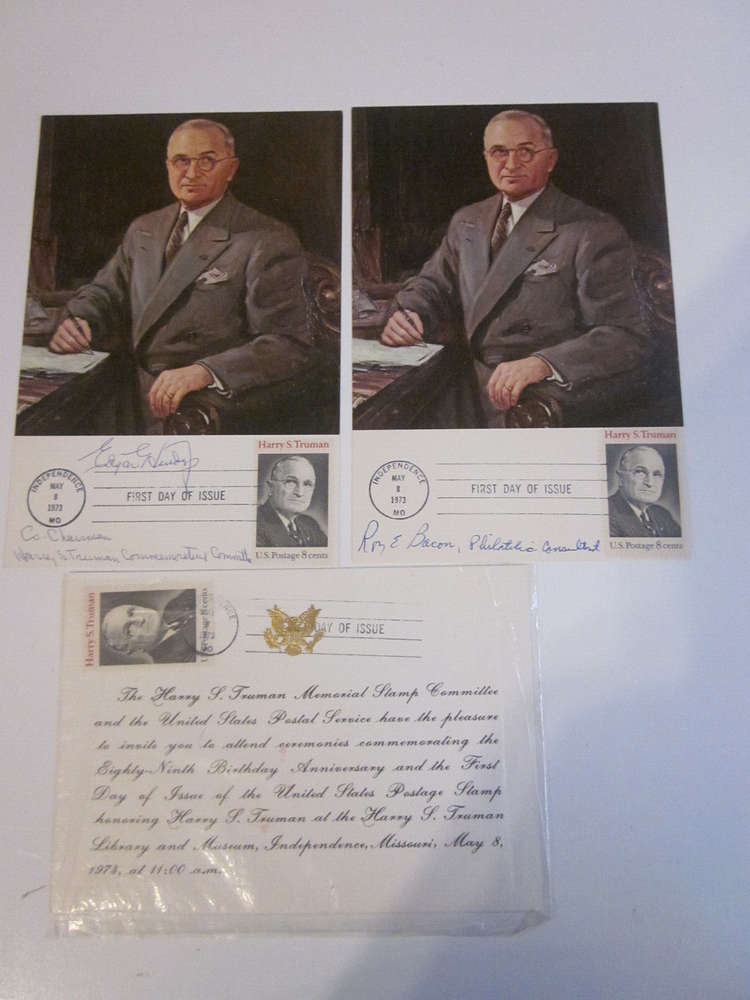 Harry S. Truman
INDEPENDENCE
MAY
8
1973
MO
FIRST DAY OF ISSUE
U.S. Postage 8 cents
Co. Chairman
Harry S. Truman Commemorative Committee
Harry S. Truman
INDEPENDENCE
MAY
8
1973
MO
FIRST DAY OF ISSUE
Roy E Bacon, Philatelic Consultant
U.S. Postage 8 cents
Harry S. Truman
U.S. Postage 8 cents
DAY OF ISSUE
The Harry S. Truman Memorial Stamp Committee
and the United States Postal Service have the pleasure
to invite you to attend ceremonies commemorating the
Eighty-Ninth Birthday Anniversary and the First
Day of Issue of the United States Postage Stamp
honoring Harry S. Truman at the Harry S. Truman
Library and Museum, Independence, Missouri, May 8,
1973, at 11:00 a.m.